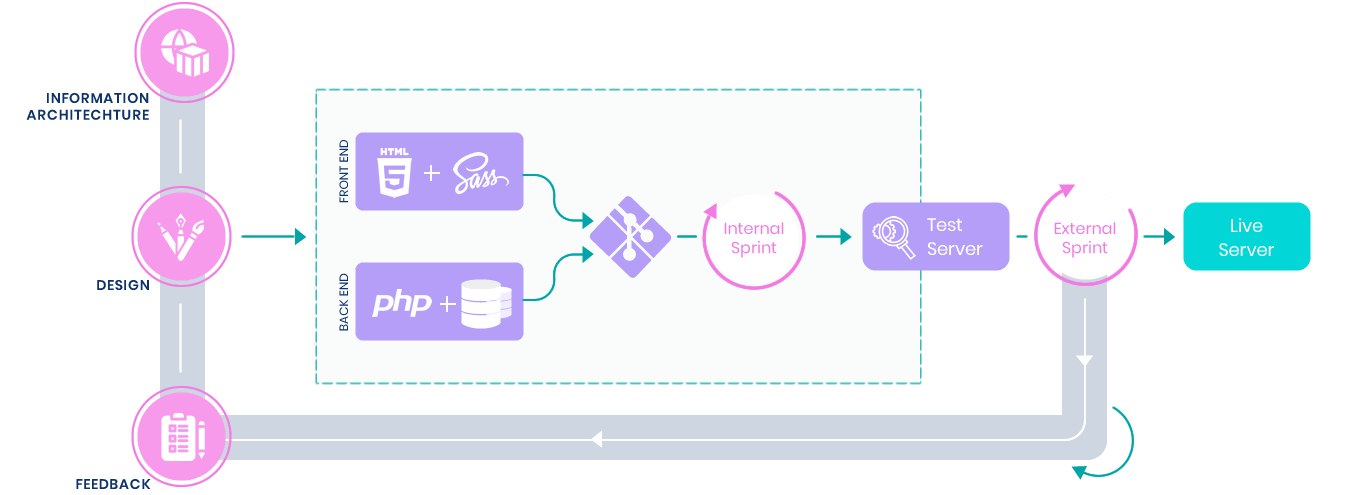 INFORMATION
ARCHITECHTURE
DESIGN
FEEDBACK
FRONT END
HTML
5
+
Sass
BACK END
php
+
Internal
Sprint
Test
Server
External
Sprint
Live
Server